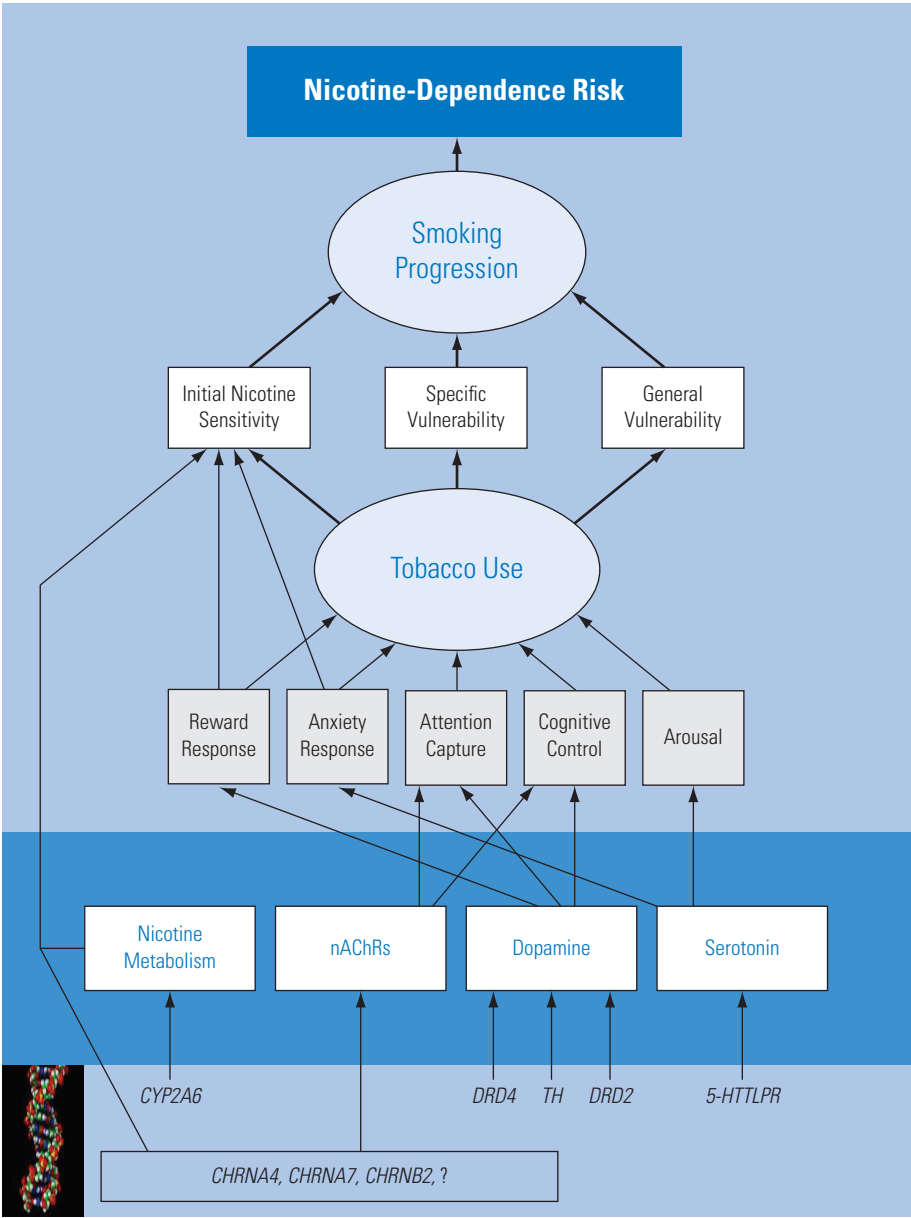 Nicotine-Dependence Risk
Smoking
Progression
Initial Nicotine
Sensitivity
Specific
Vulnerability
General
Vulnerability
Tobacco Use
Reward
Response
Anxiety
Response
Attention
Capture
Cognitive
Control
Arousal
Nicotine
Metabolism
nAChRs
Dopamine
Serotonin
CYP2A6
DRD4
TH
DRD2
5-HTTLPR
CHRNA4, CHRNA7, CHRNB2, ?